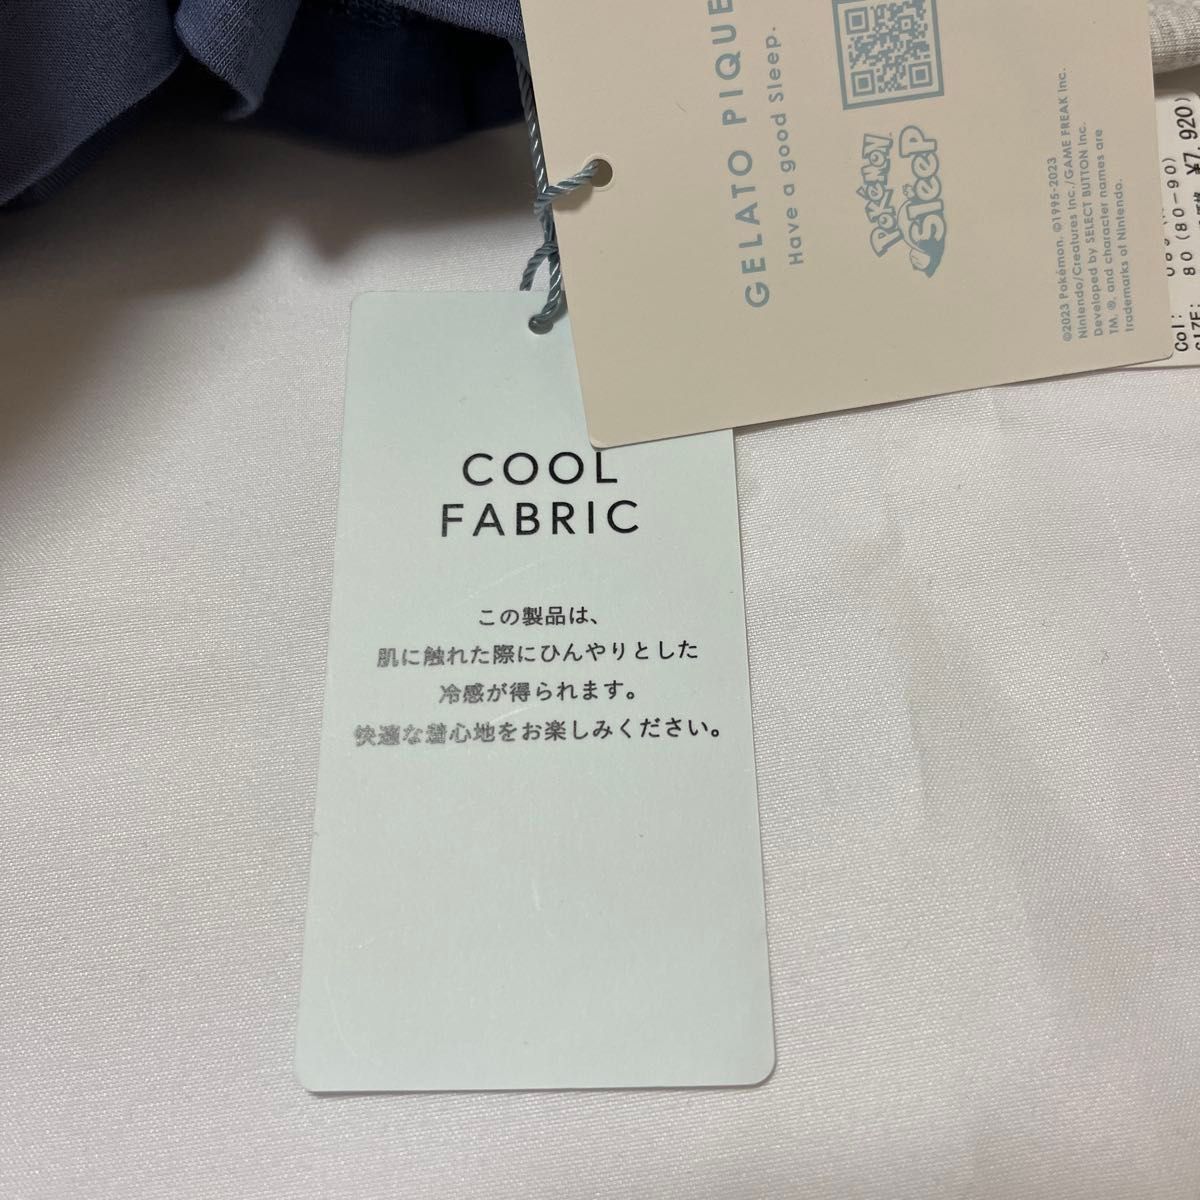 GELATO PIQUE
Have a good Sleep.
POKéMON
Sleep
©2023 Pokémon. ©1995-2023
Nintendo/Creatures Inc./GAME FREAK Inc.
Developed by SELECT BUTTON Inc.
TM, ®, and character names are
trademarks of Nintendo.
Col:
SIZE: 80 (80-90)
¥7,920)
COOL
FABRIC
この製品は、
肌に触れた際にひんやりとした
冷感が得られます。
快適な着心地をお楽しみください。